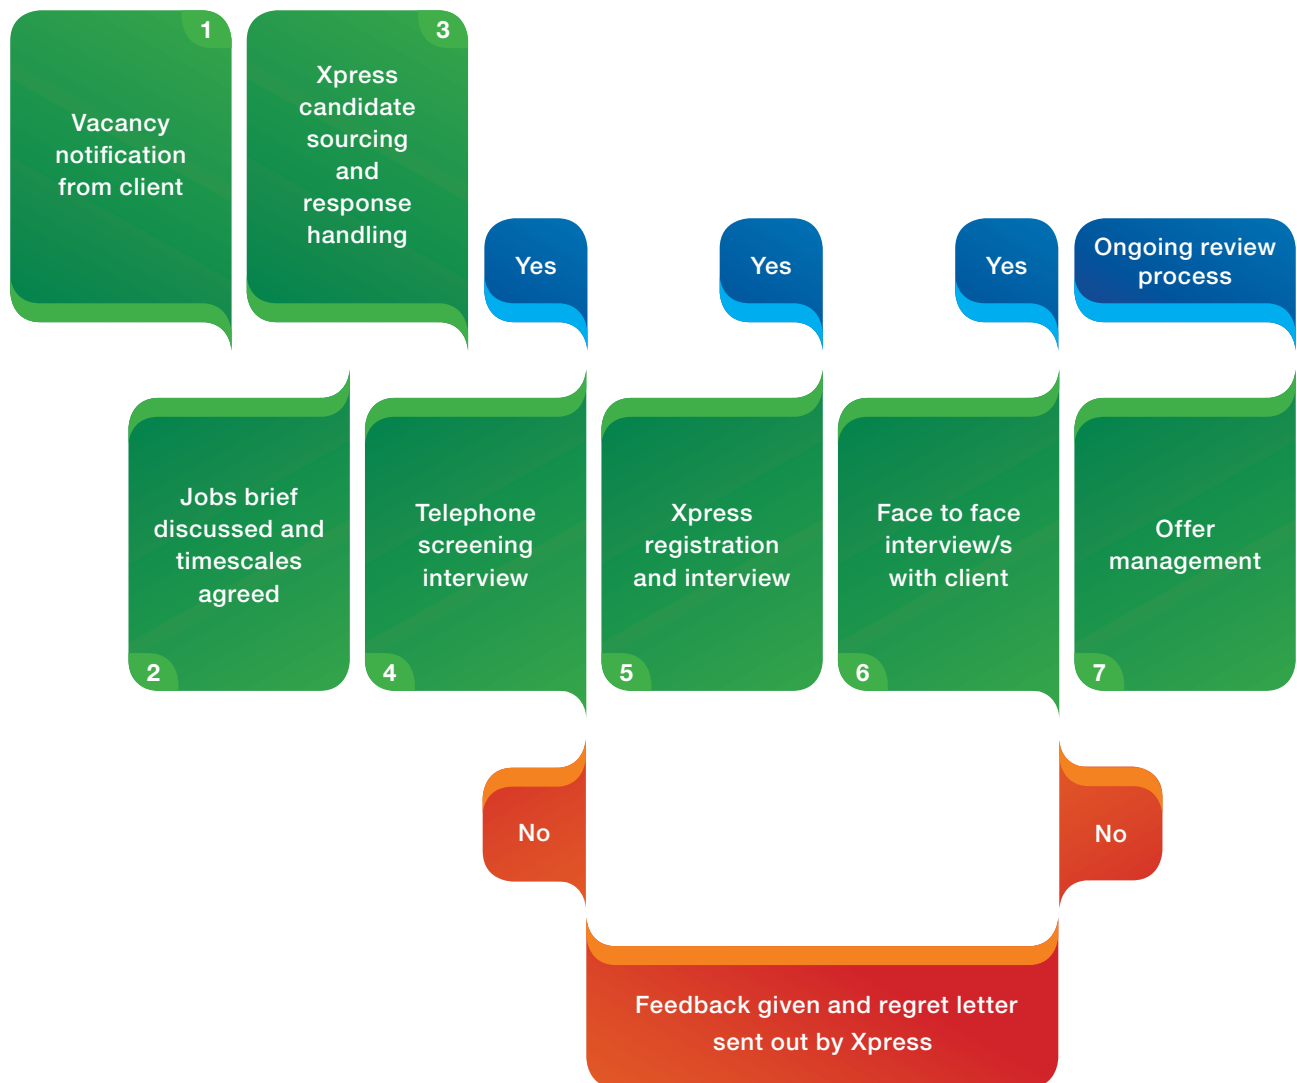 1
Vacancy
notification
from client
2
Jobs brief
discussed and
timescales
agreed
3
Xpress
candidate
sourcing
and
response
handling
4
Telephone
screening
interview
Yes
No
5
Xpress
registration
and interview
Yes
6
Face to face
interview/s
with client
Yes
No
7
Offer
management
Ongoing review
process
Feedback given and regret letter
sent out by Xpress